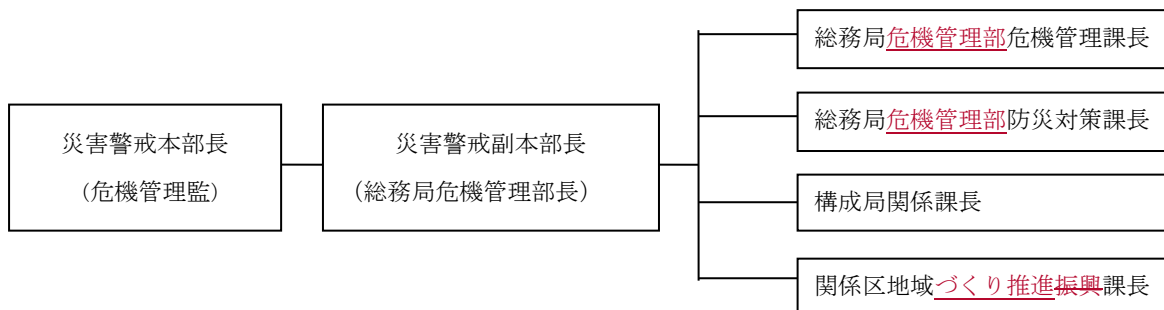 総務局危機管理部危機管理課長
総務局危機管理部防災対策課長
災害警戒本部長
(危機管理監)
災害警戒副本部長
(総務局危機管理部長)
構成局関係課長
関係区地域づくり推進振興課長